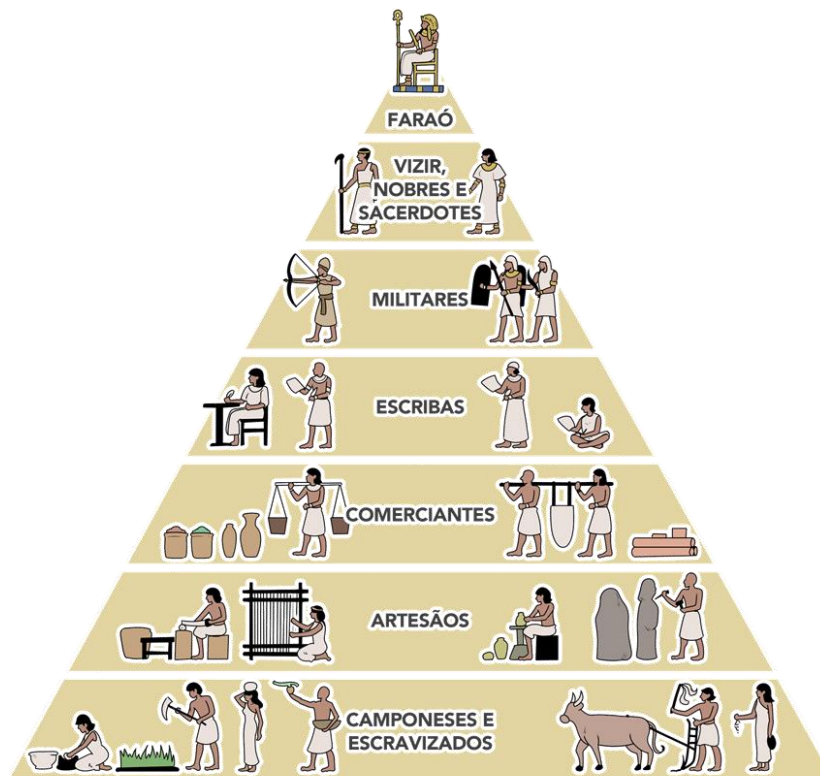 FARAÓ
VIZIR,
NOBRES E
SACERDOTES
MILITARES
ESCRIBAS
COMERCIANTES
ARTESÃOS
CAMPONESES E
ESCRAVIZADOS